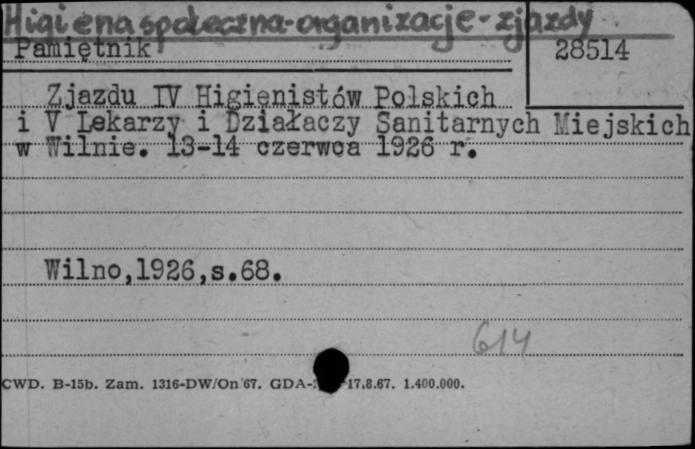 Higiena społeczna-organizacje-zjazdy
Pamiętnik
28514
Zjazdu IV Higienistów Polskich
i V Lekarzy i Działaczy Sanitarnych Miejskich
w Wilnie. 13-14 czerwca 1926 r.
Wilno,1926,s.68.
614
CWD. B-15b. Zam. 1316-DW/On 67. GDA- 17.8.67. 1.400.000.